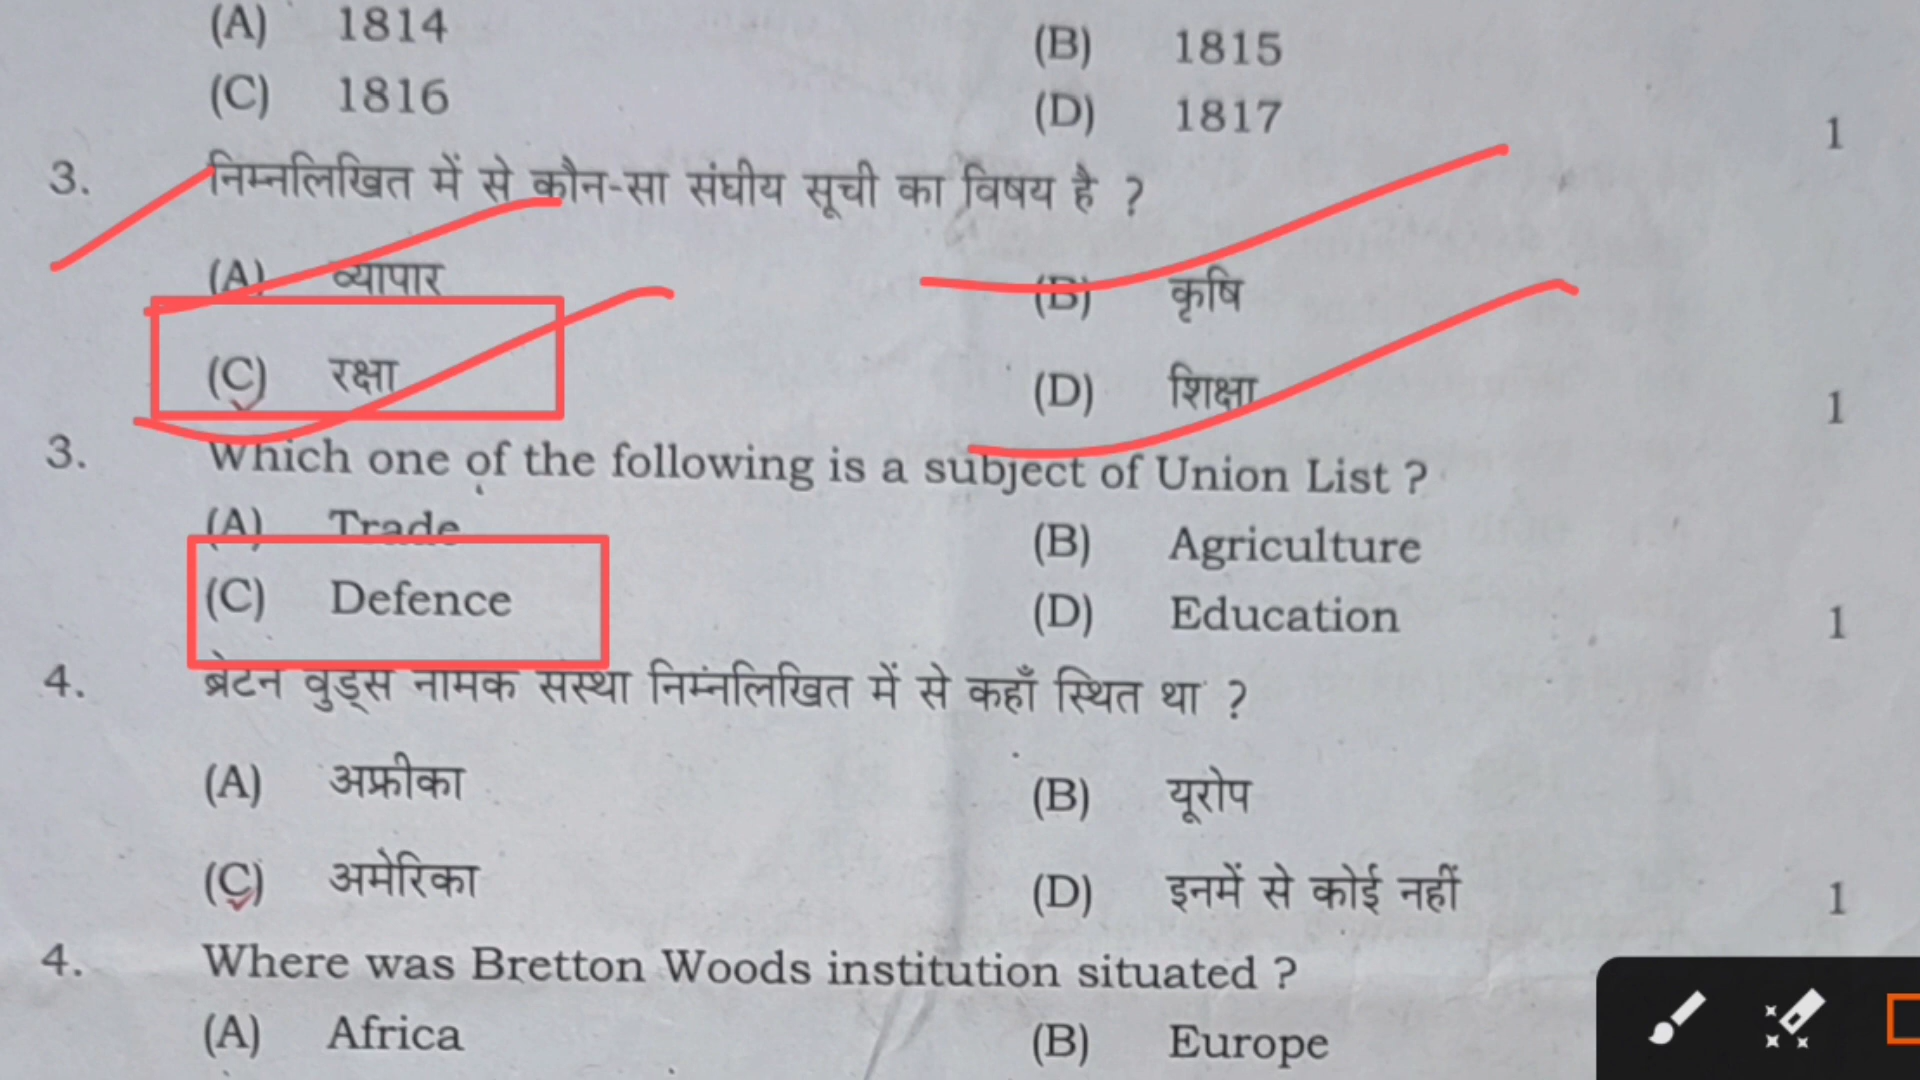 (A) 1814 (B) 1815
(C) 1816 (D) 1817 1
3. निम्नलिखित में से कौन-सा संघीय सूची का विषय है ?
(A) व्यापार (B) कृषि
(C) रक्षा (D) शिक्षा 1
3. Which one of the following is a subject of Union List ?
(A) Trade (B) Agriculture
(C) Defence (D) Education 1
4. ब्रेटन वुड्स नामक संस्था निम्नलिखित में से कहाँ स्थित था ?
(A) अफ्रीका (B) यूरोप
(C) अमेरिका (D) इनमें से कोई नहीं 1
4. Where was Bretton Woods institution situated ?
(A) Africa (B) Europe